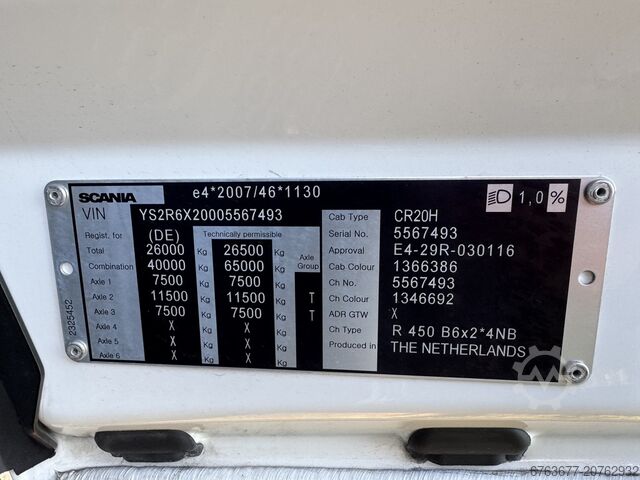 SCANIA e4*2007/46*1130 1,0%
VIN YS2R6X20005567493
Regist. for (DE) Technically permissible
Total 26000 Kg 26500 Kg Axle Group
Combination 40000 Kg 65000 Kg
Axle 1 7500 Kg 7500 Kg
Axle 2 11500 Kg 11500 Kg T
Axle 3 7500 Kg 7500 Kg T
Axle 4 X Kg X Kg
Axle 5 X Kg X Kg
Axle 6 X Kg X Kg
Cab Type CR20H
Serial No. 5567493
Approval E4-29R-030116
Cab Colour 1366386
Ch No. 5567493
Ch Colour 1346692
ADR GTW X
Ch Type R 450 B6x2*4NB
Produced in THE NETHERLANDS
2325452
6763677-20762932